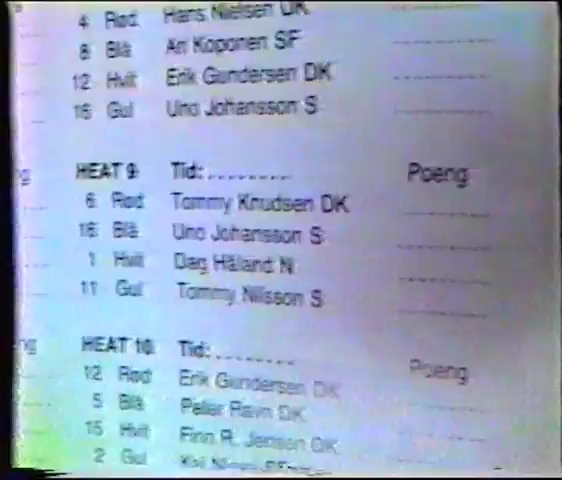 4 Rød Hans Nielsen DK
8 Blå Ari Koponen SF
12 Hvit Erik Gundersen DK
16 Gul Uno Johansson S
HEAT 9 Tid:......... Poeng
6 Rød Tommy Knudsen DK
16 Blå Uno Johansson S
1 Hvit Dag Håland N
11 Gul Tommy Nilsson S
HEAT 10 Tid:......... Poeng
12 Rød Erik Gundersen DK
5 Blå Peter Ravn DK
15 Hvit Finn R. Jensen DK
2 Gul